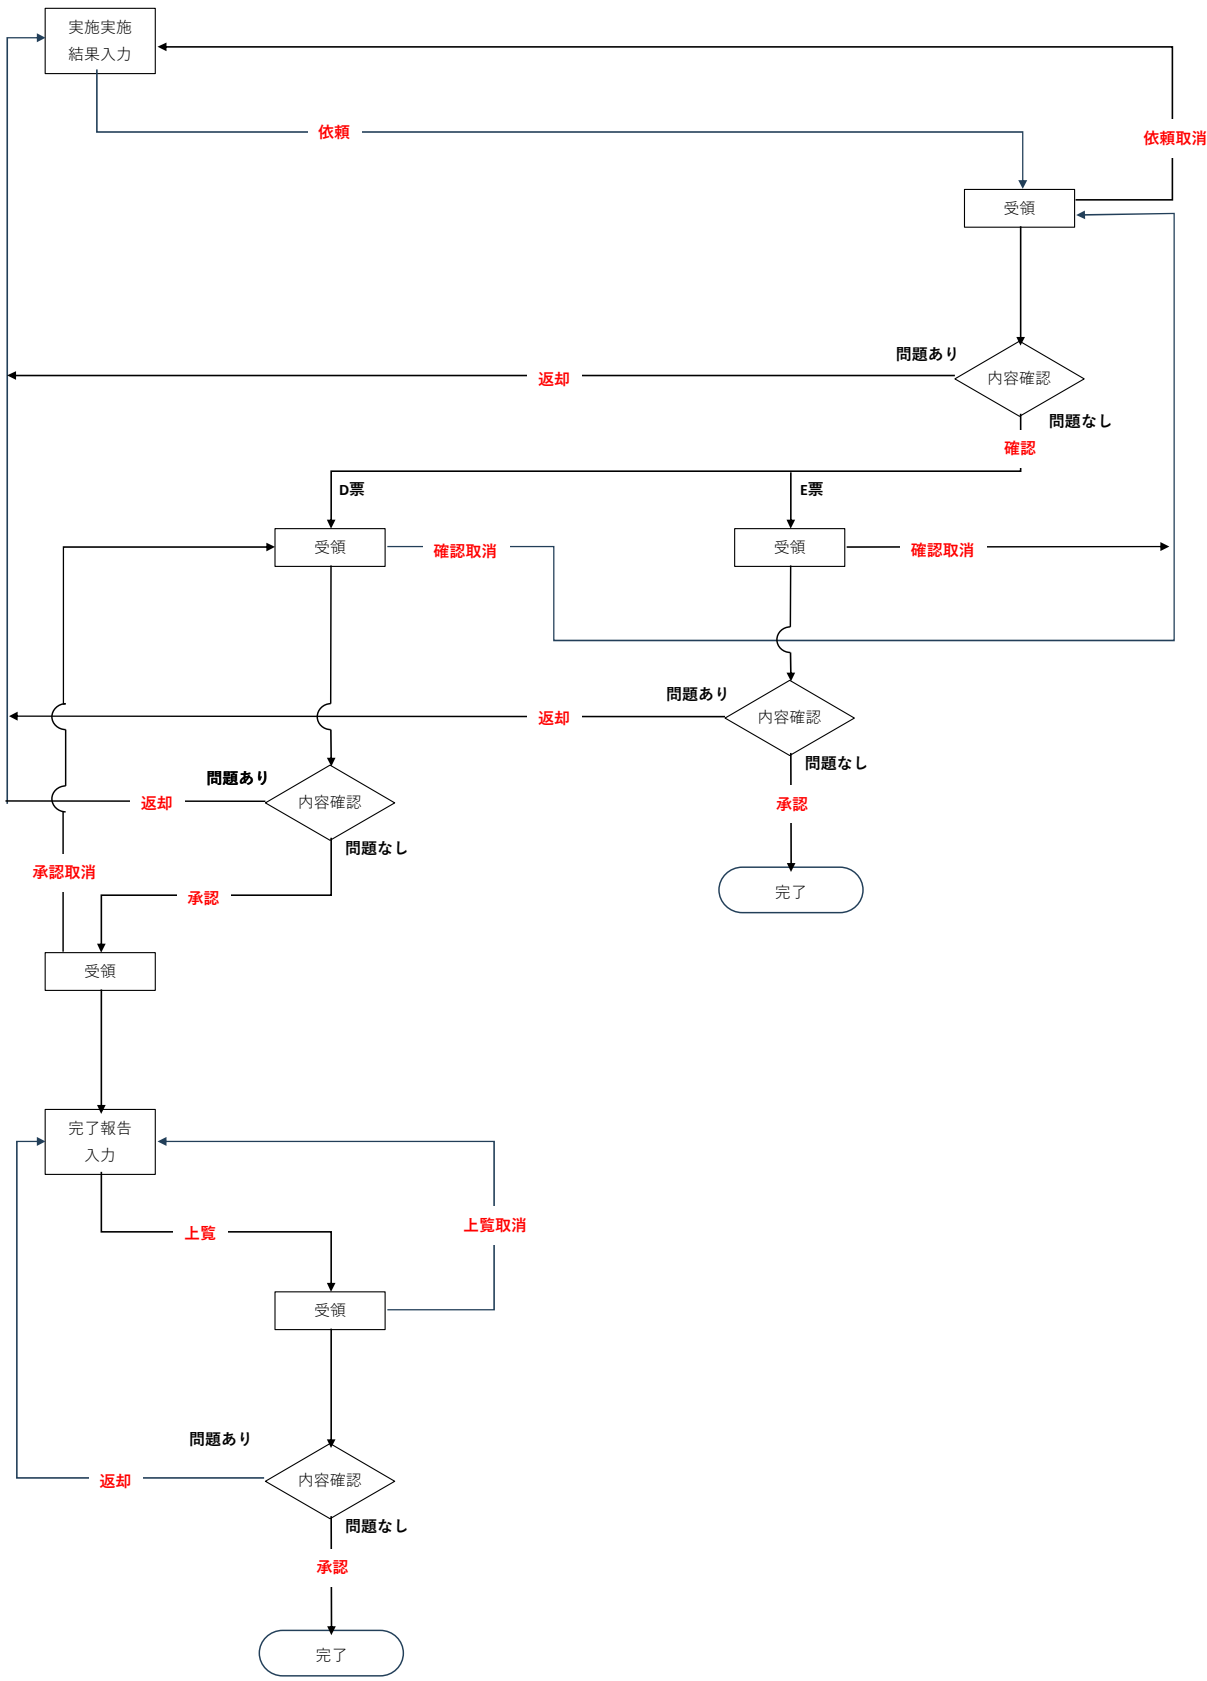 実施実施
結果入力
依頼
依頼取消
受領
問題あり
内容確認
返却
問題なし
確認
D票
E票
受領
確認取消
受領
確認取消
問題あり
内容確認
返却
問題なし
問題あり
内容確認
返却
承認
問題なし
承認取消
承認
完了
受領
完了報告
入力
上覧取消
上覧
受領
問題あり
内容確認
返却
問題なし
承認
完了